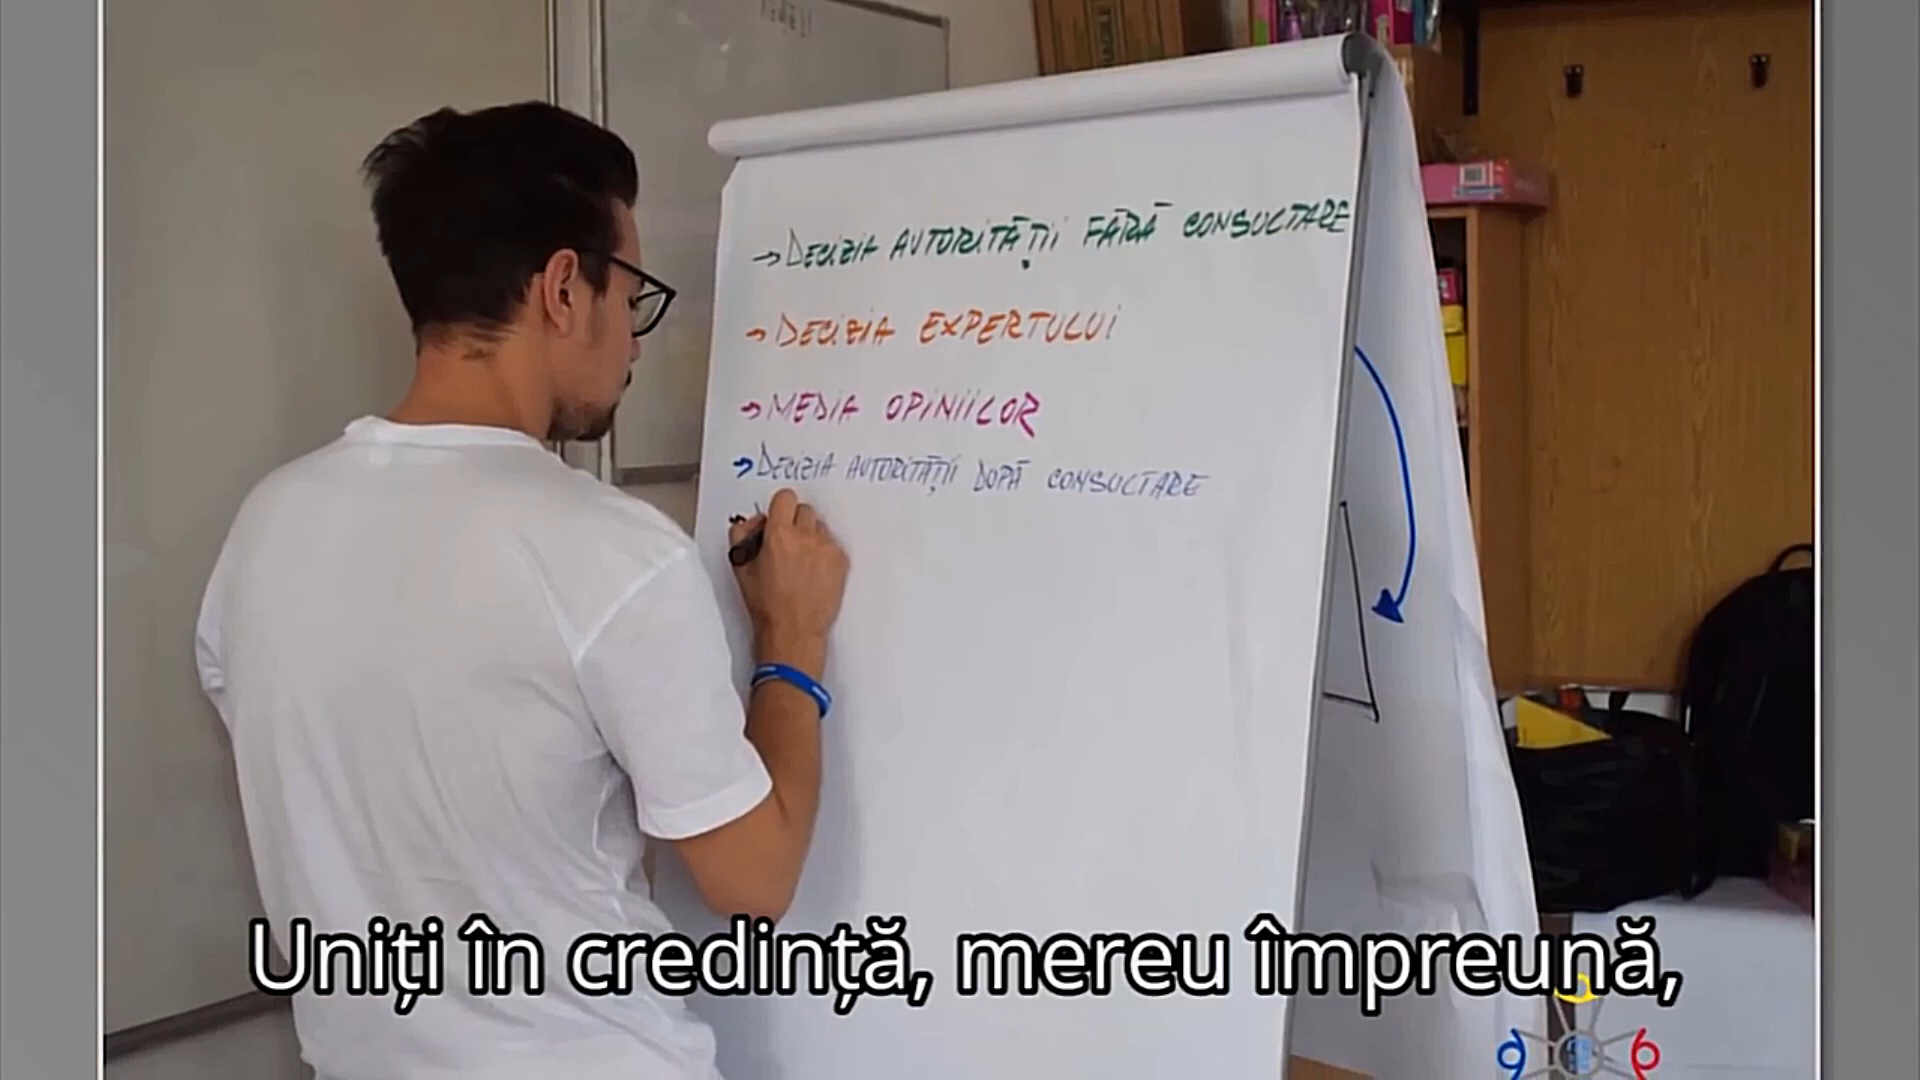 → DECIZIA AUTORITĂȚII FĂRĂ CONSULTARE
→ DECIZIA EXPERTULUI
→ MEDIA OPINIILOR
→ DECIZIA AUTORITĂȚII DUPĂ CONSULTARE
Uniți în credință, mereu împreună,